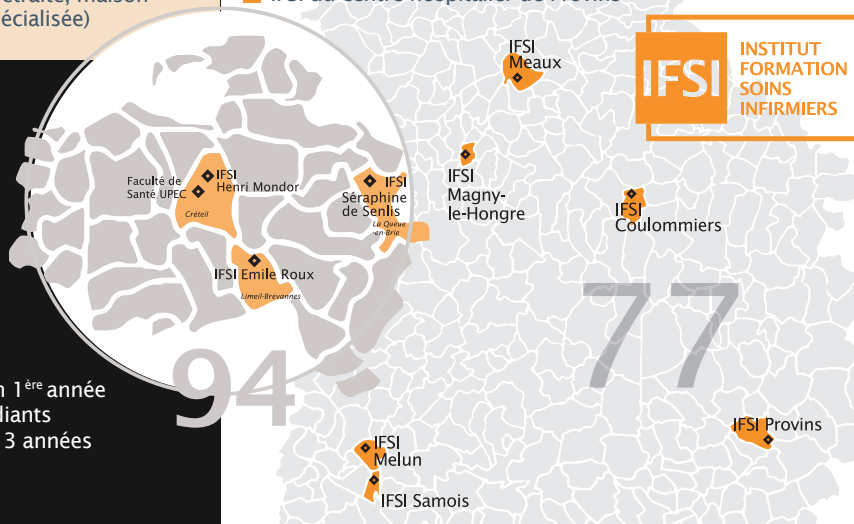 etraite, maison
écialisée)
IFSI du Centre hospitalier de Provins
IFSI
INSTITUT
FORMATION
SOINS
INFIRMIERS
IFSI
Meaux
IFSI
Magny-
le-Hongre
IFSI
Coulommiers
Faculté de
Santé UPEC
IFSI
Henri Mondor
Créteil
IFSI
Séraphine
de Senlis
La Queue
-en-Brie
IFSI Emile Roux
Limeil-Brevannes
77
94
n 1ère année
diants
3 années
IFSI
Melun
IFSI Samois
IFSI Provins